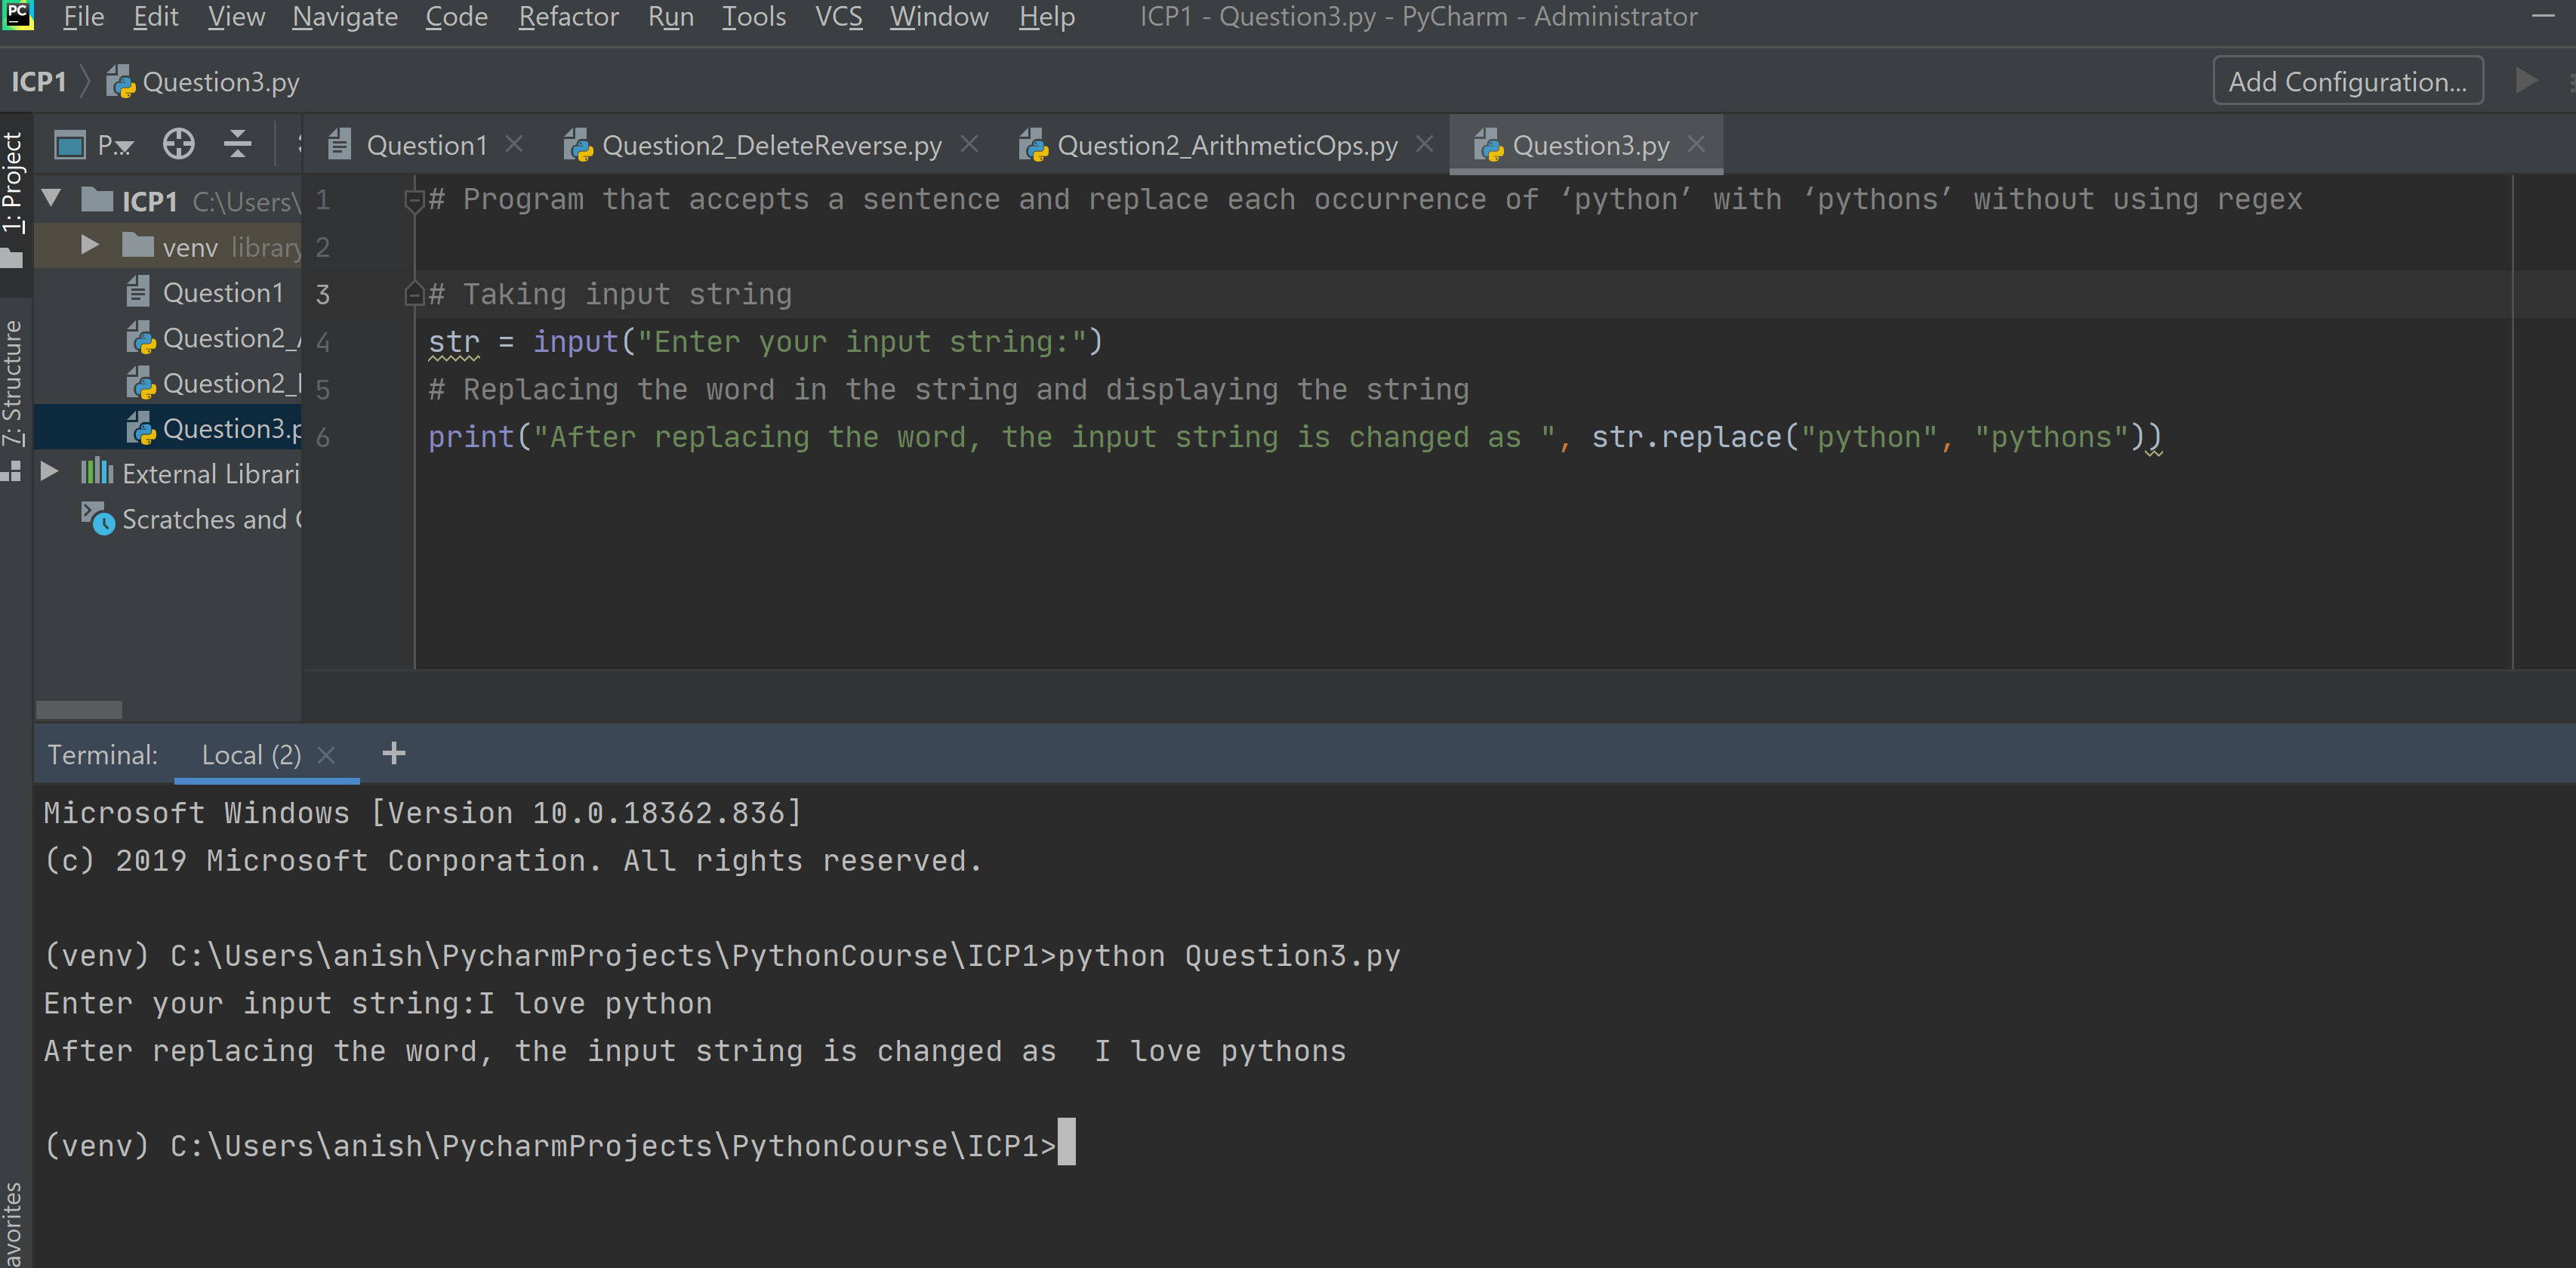 PC File Edit View Navigate Code Refactor Run Tools VCS Window Help ICP1 - Question3.py - PyCharm - Administrator
ICP1 Question3.py Add Configuration...
1: Project
7: Structure
avorites
P... Question1 Question2_DeleteReverse.py Question2_ArithmeticOps.py Question3.py
ICP1 C:\Users\
venv library
Question1
Question2_
Question2_
Question3.p
External Librari
Scratches and
1 # Program that accepts a sentence and replace each occurrence of ‘python’ with ‘pythons’ without using regex
2
3 # Taking input string
4 str = input("Enter your input string:")
5 # Replacing the word in the string and displaying the string
6 print("After replacing the word, the input string is changed as ", str.replace("python", "pythons"))
Terminal: Local (2) +
Microsoft Windows [Version 10.0.18362.836]
(c) 2019 Microsoft Corporation. All rights reserved.
(venv) C:\Users\anish\PycharmProjects\PythonCourse\ICP1>python Question3.py
Enter your input string:I love python
After replacing the word, the input string is changed as  I love pythons
(venv) C:\Users\anish\PycharmProjects\PythonCourse\ICP1>